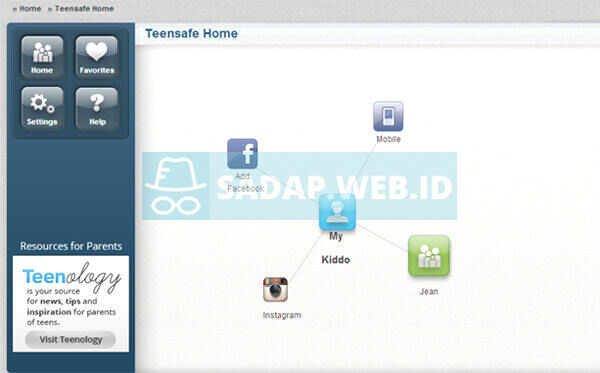 » Home » Teensafe Home
Teensafe Home
Home
Favorites
Settings
Help
Mobile
Add
Facebook
SADAP.WEB.ID
My
Kiddo
Jean
Instagram
Resources for Parents
Teenology
is your source
for news, tips and
inspiration for parents
of teens.
Visit Teenology